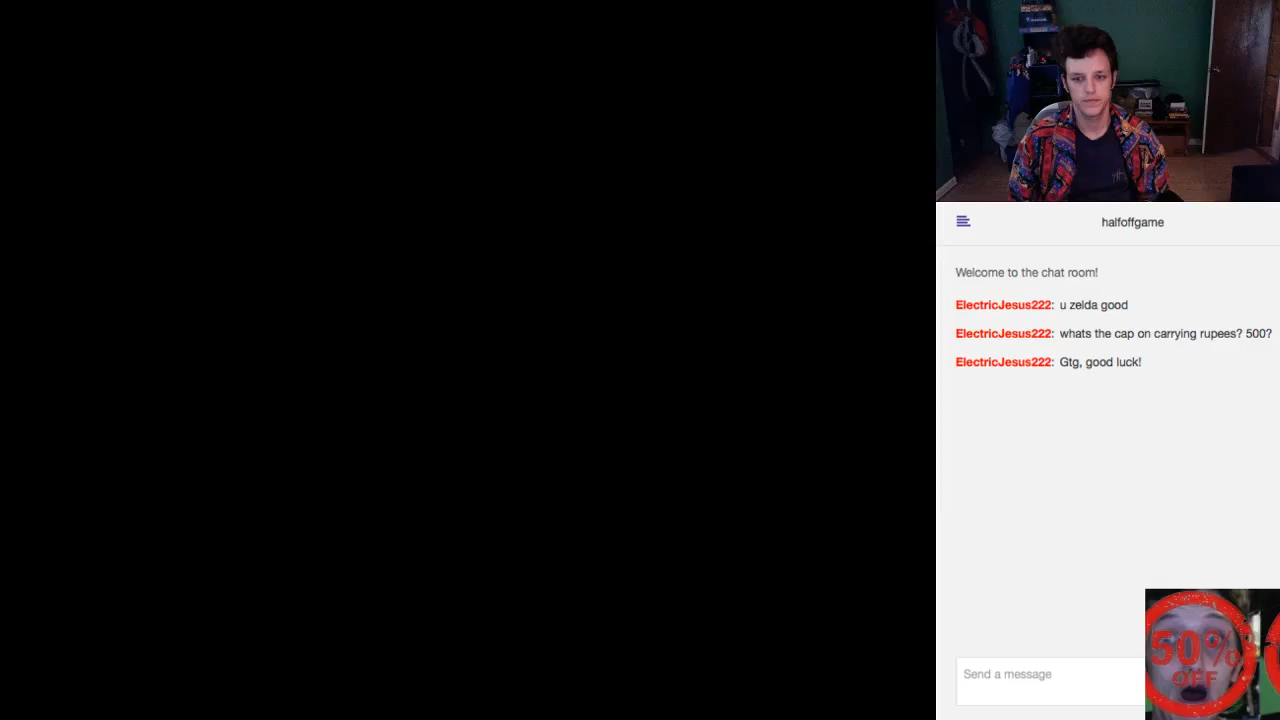 halfoffgame
Welcome to the chat room!
ElectricJesus222: u zelda good
ElectricJesus222: whats the cap on carrying rupees? 500?
ElectricJesus222: Gtg, good luck!
50%
OFF
Send a message